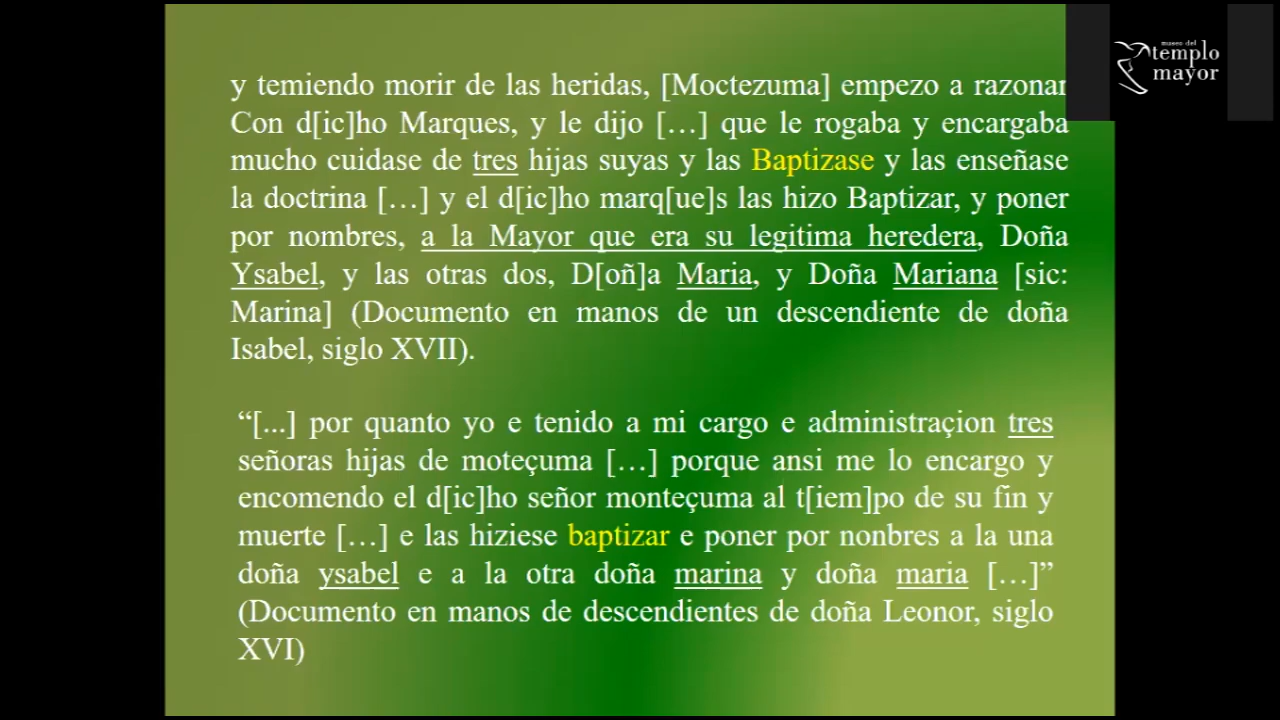 y temiendo morir de las heridas, [Moctezuma] empezo a razonar
Con d[ic]ho Marques, y le dijo […] que le rogaba y encargaba
mucho cuidase de tres hijas suyas y las Baptizase y las enseñase
la doctrina […] y el d[ic]ho marq[ue]s las hizo Baptizar, y poner
por nombres, a la Mayor que era su legitima heredera, Doña
Ysabel, y las otras dos, D[oñ]a Maria, y Doña Mariana [sic:
Marina] (Documento en manos de un descendiente de doña
Isabel, siglo XVII).
“[...] por quanto yo e tenido a mi cargo e administraçion tres
señoras hijas de moteçuma […] porque ansi me lo encargo y
encomendo el d[ic]ho señor monteçuma al t[iem]po de su fin y
muerte […] e las hiziese baptizar e poner por nonbres a la una
doña ysabel e a la otra doña marina y doña maria […]”
(Documento en manos de descendientes de doña Leonor, siglo
XVI)
museo del
templo
mayor